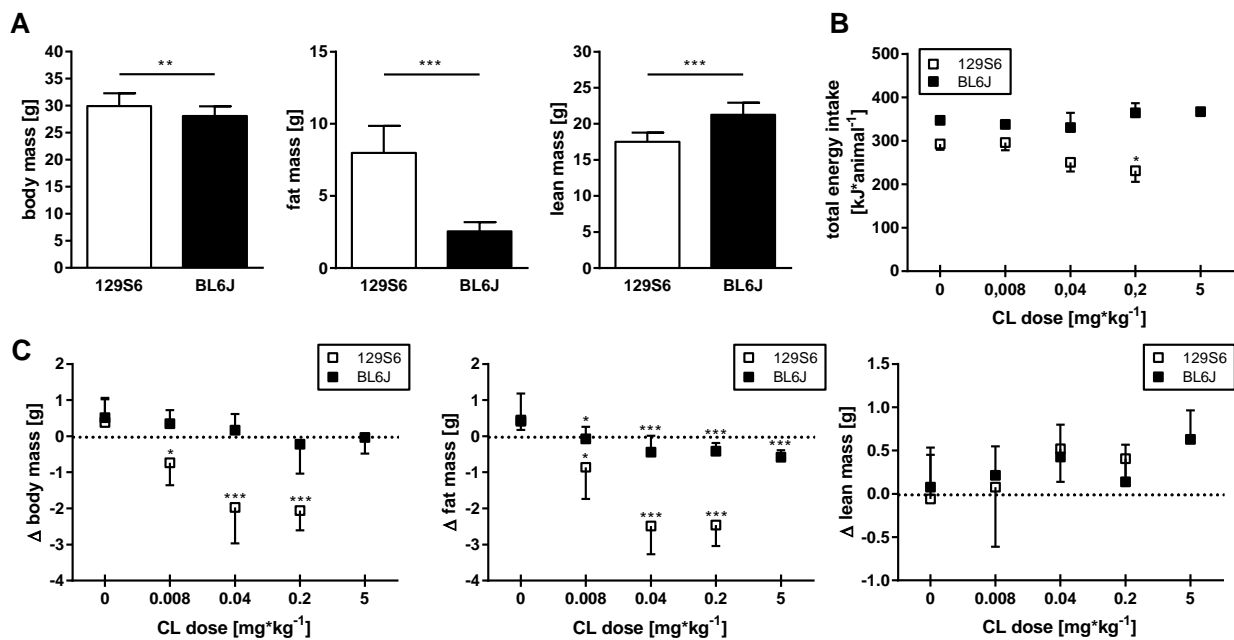 A
body mass [g]
40
35
30
25
20
15
10
5
0
**
129S6
BL6J
fat mass [g]
15
10
5
0
***
129S6
BL6J
lean mass [g]
30
25
20
15
10
5
0
***
129S6
BL6J
B
total energy intake
[kJ*animal-1]
500
400
300
200
100
0
129S6
BL6J
*
0
0,008
0,04
0,2
5
CL dose [mg*kg-1]
C
Δ body mass [g]
2
1
0
-1
-2
-3
-4
129S6
BL6J
*
***
***
0
0.008
0.04
0.2
5
CL dose [mg*kg-1]
Δ fat mass [g]
2
1
0
-1
-2
-3
-4
129S6
BL6J
*
***
***
***
*
***
***
0
0.008
0.04
0.2
5
CL dose [mg*kg-1]
Δ lean mass [g]
1.5
1.0
0.5
0.0
-0.5
-1.0
129S6
BL6J
0
0.008
0.04
0.2
5
CL dose [mg*kg-1]